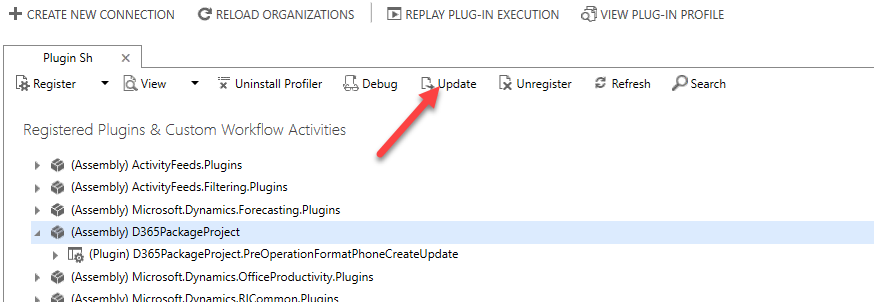 CREATE NEW CONNECTION RELOAD ORGANIZATIONS REPLAY PLUG-IN EXECUTION VIEW PLUG-IN PROFILE
Plugin Sh
Register View Uninstall Profiler Debug Update Unregister Refresh Search
Registered Plugins & Custom Workflow Activities
(Assembly) ActivityFeeds.Plugins
(Assembly) ActivityFeeds.Filtering.Plugins
(Assembly) Microsoft.Dynamics.Forecasting.Plugins
(Assembly) D365PackageProject
(Plugin) D365PackageProject.PreOperationFormatPhoneCreateUpdate
(Assembly) Microsoft.Dynamics.OfficeProductivity.Plugins
(Assembly) Microsoft.Dynamics.RICommon.Plugins